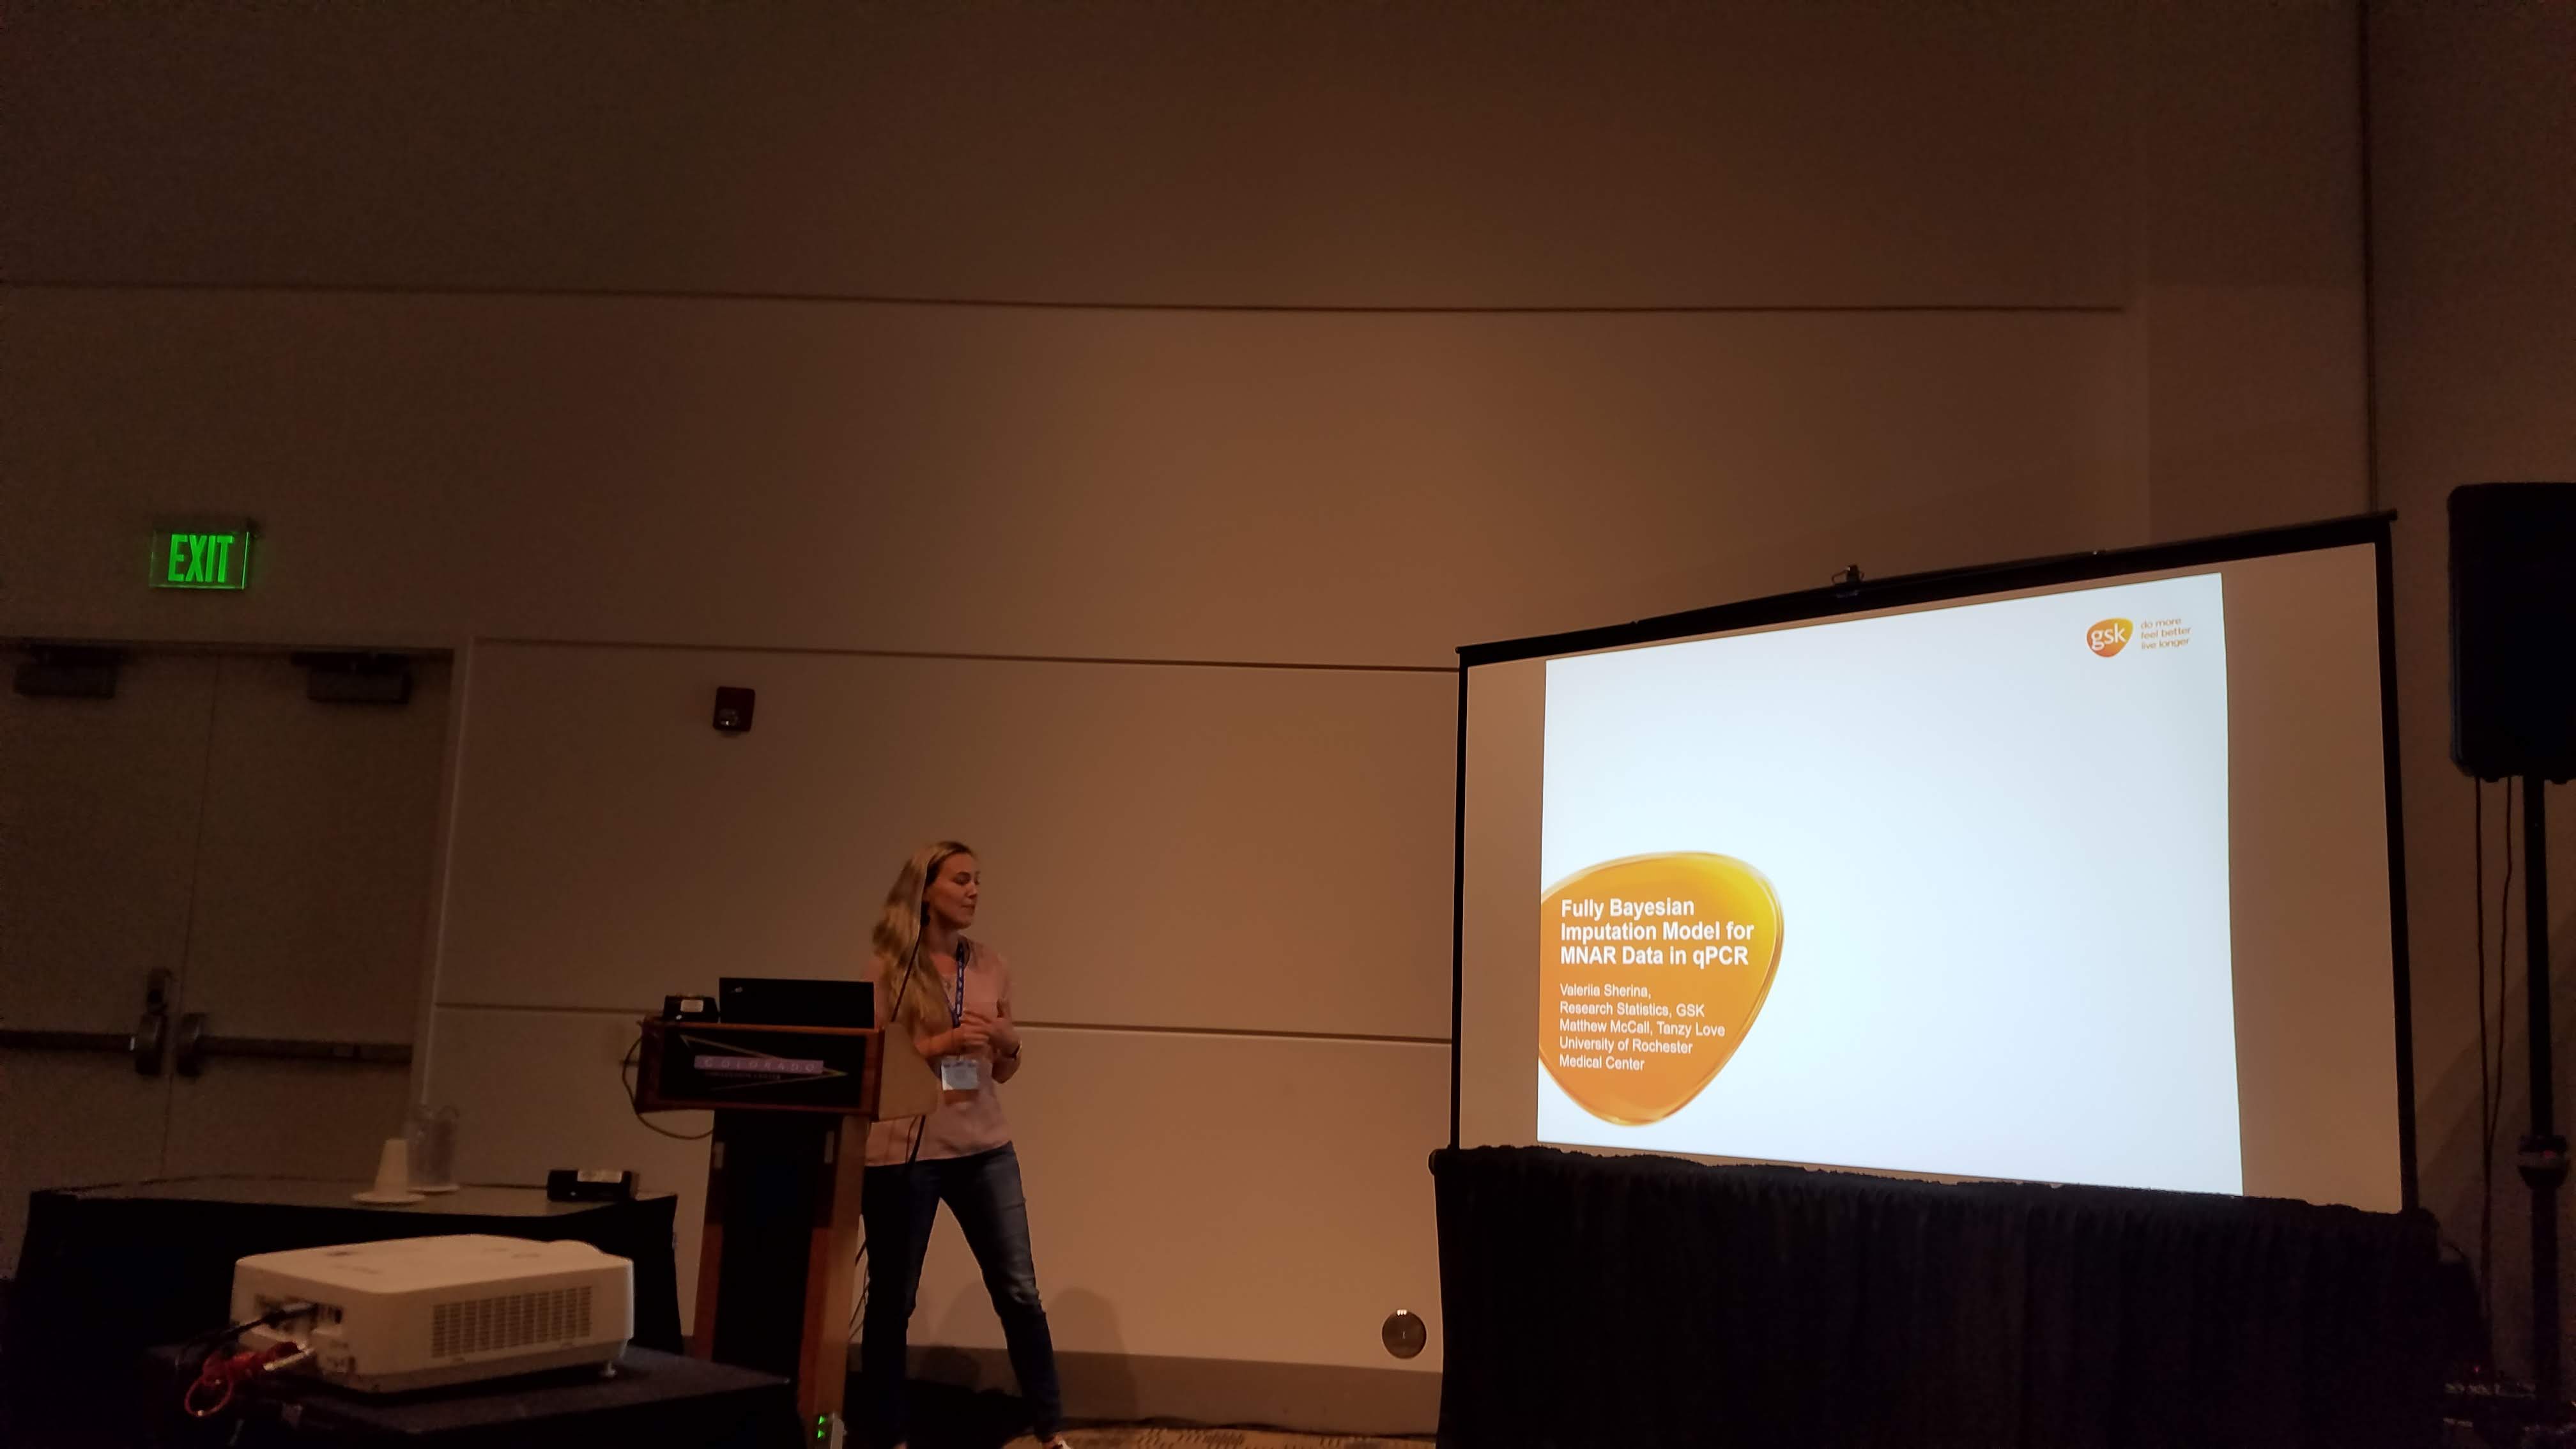 EXIT
gsk
do more
feel better
live longer
Fully Bayesian
Imputation Model for
MNAR Data in qPCR
Valeriia Sherina,
Research Statistics, GSK
Matthew McCall, Tanzy Love
University of Rochester
Medical Center
COLORADO